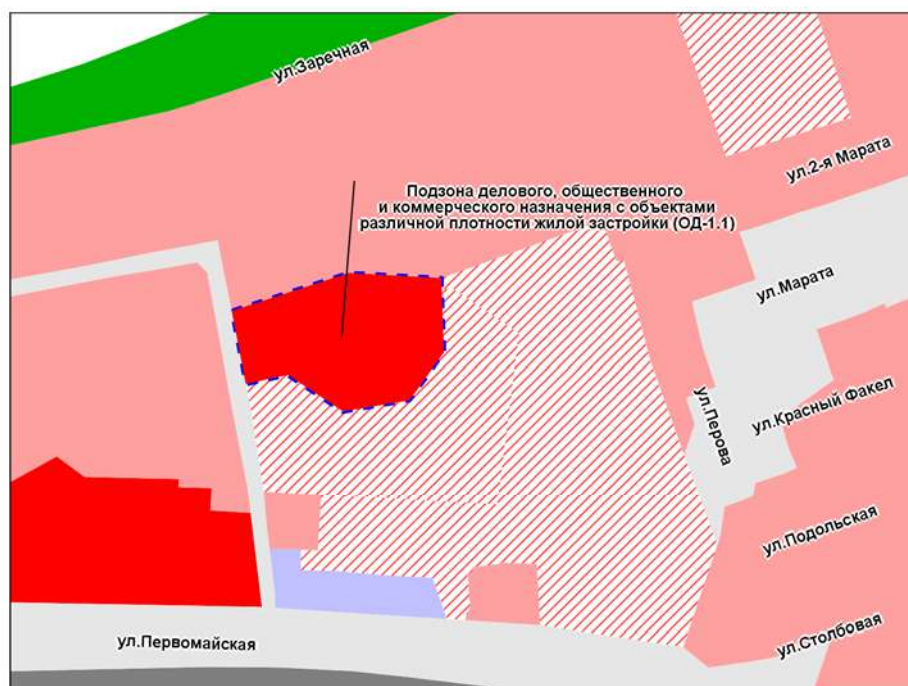 ул.Заречная
ул.2-я Марата
Подзона делового, общественного
и коммерческого назначения с объектами
различной плотности жилой застройки (ОД-1.1)
ул.Марата
ул.Перова
ул.Красный Факел
ул.Подольская
ул.Столбовая
ул.Первомайская